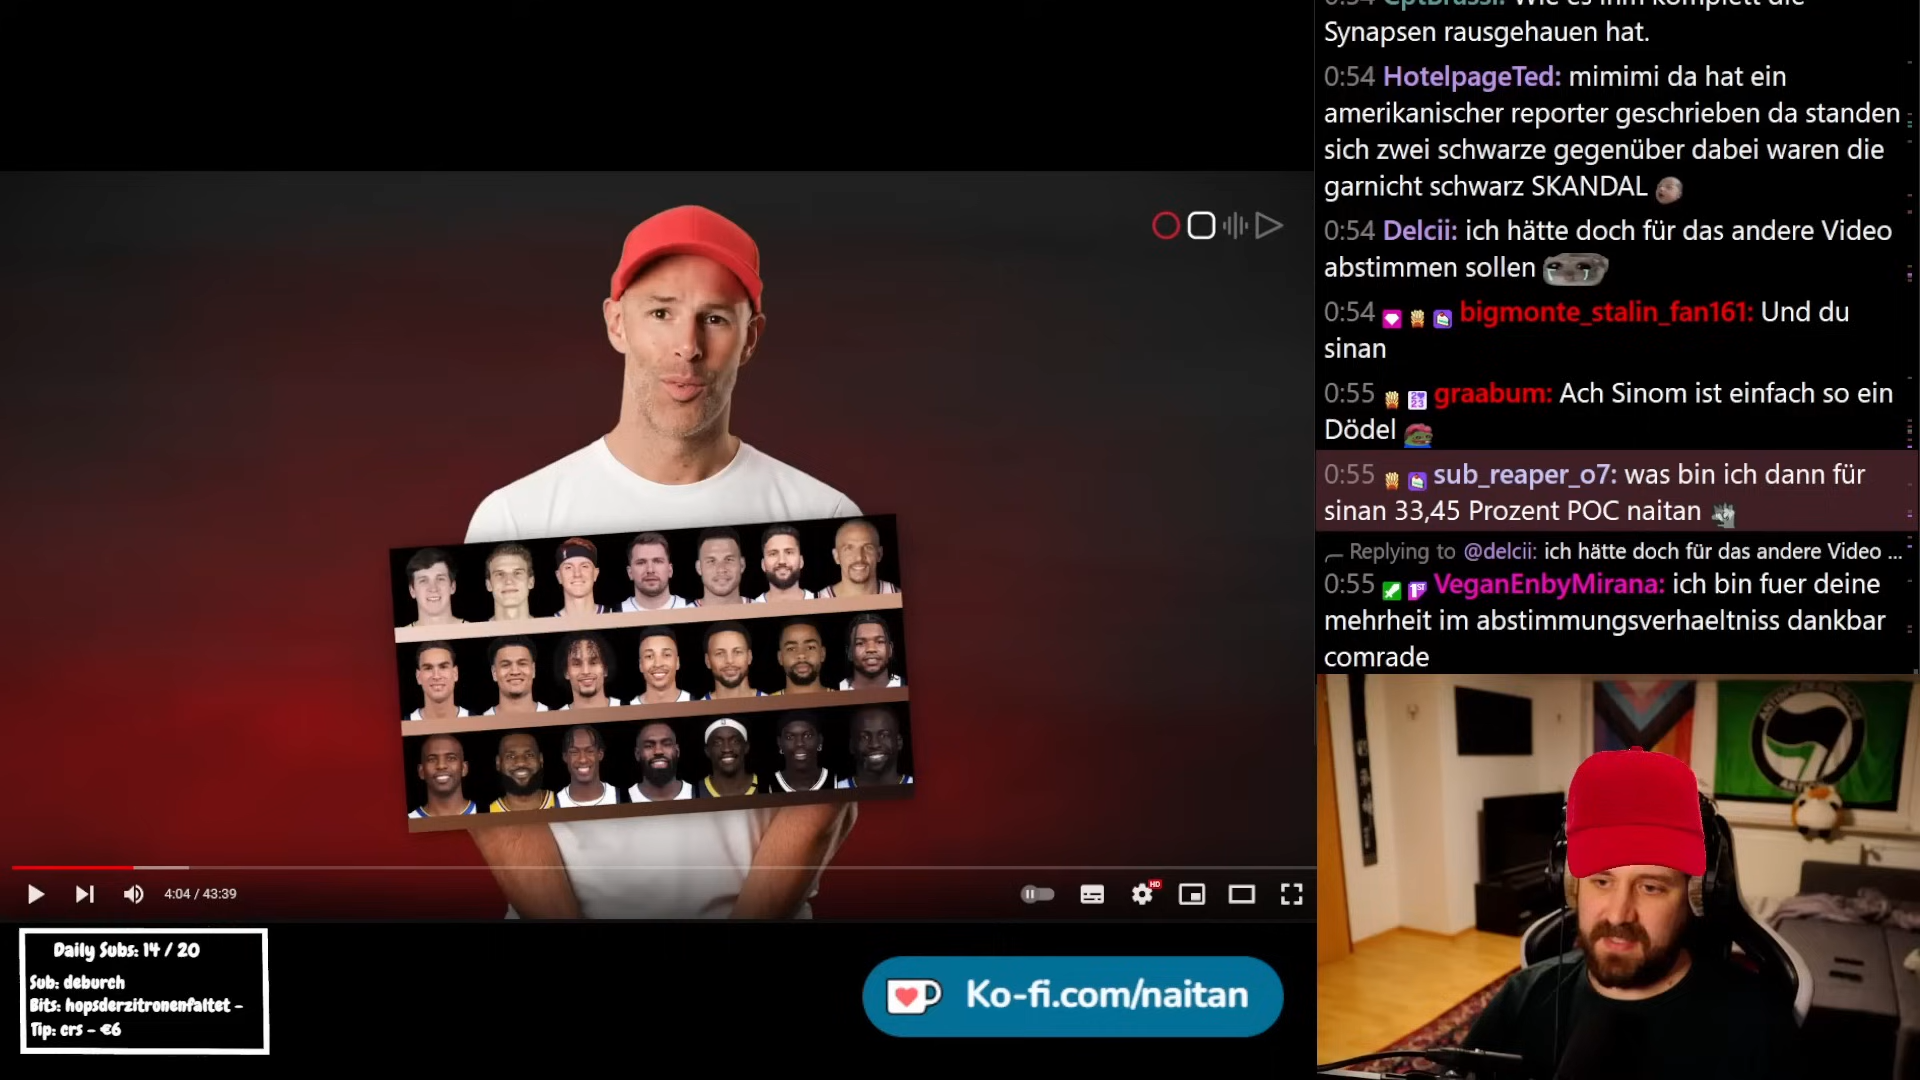 Synapsen rausgehauen hat.
0:54 HotelpageTed: mimimi da hat ein
amerikanischer reporter geschrieben da standen
sich zwei schwarze gegenüber dabei waren die
garnicht schwarz SKANDAL
0:54 Delcii: ich hätte doch für das andere Video
abstimmen sollen
0:54 bigmonte_stalin_fan161: Und du
sinan
0:55 graabum: Ach Sinom ist einfach so ein
Dödel
0:55 sub_reaper_o7: was bin ich dann für
sinan 33,45 Prozent POC naitan
Replying to @delcii: ich hätte doch für das andere Video ...
0:55 VeganEnbyMirana: ich bin fuer deine
mehrheit im abstimmungsverhaeltniss dankbar
comrade
4:04 / 43:39
HD
Daily Subs: 14 / 20
Sub: deburch
Bits: hopsderzitronenfaltet -
Tip: crs - €6
Ko-fi.com/naitan